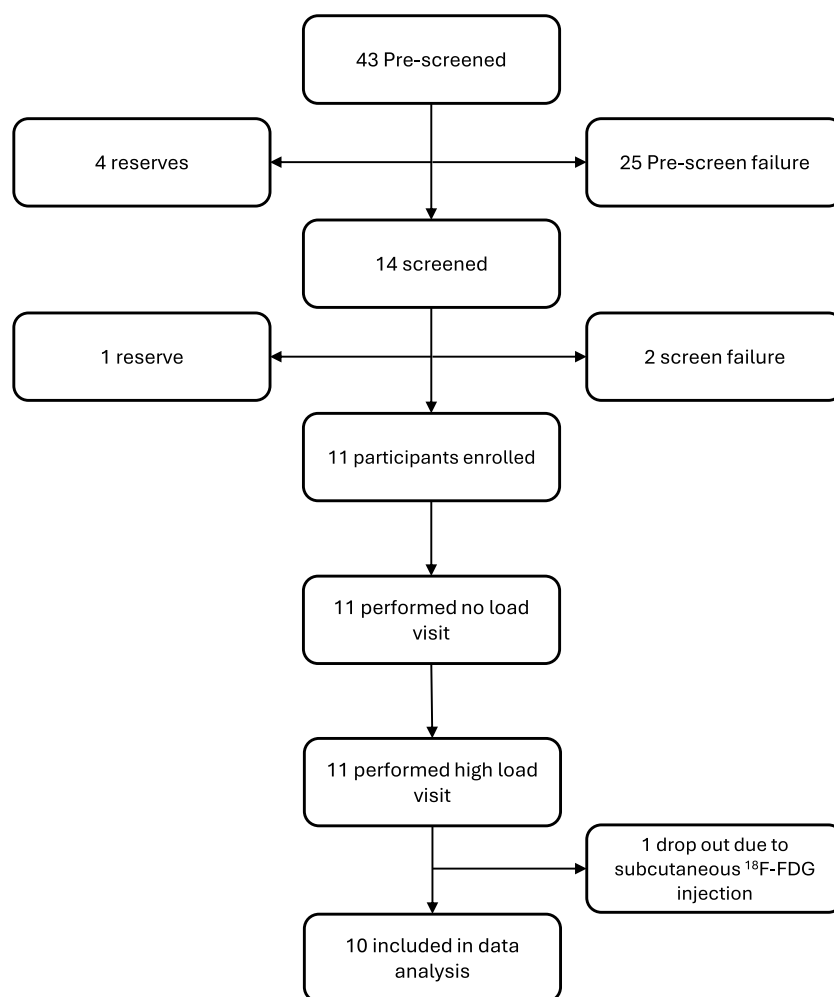 43 Pre-screened
4 reserves
25 Pre-screen failure
14 screened
1 reserve
2 screen failure
11 participants enrolled
11 performed no load
visit
11 performed high load
visit
1 drop out due to
subcutaneous ¹⁸F-FDG
injection
10 included in data
analysis